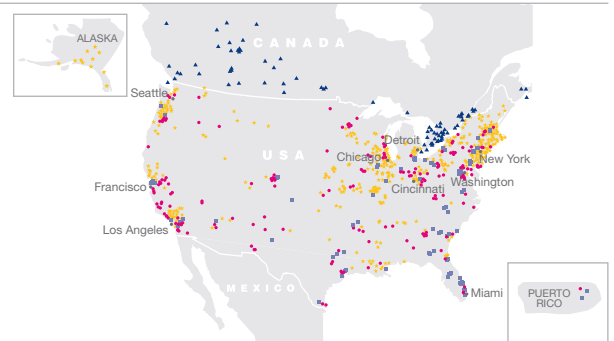 ALASKA
CANADA
Seattle
Detroit
Chicago
USA
New York
Francisco
Cincinnati
Washington
Los Angeles
MEXICO
Miami
PUERTO
RICO